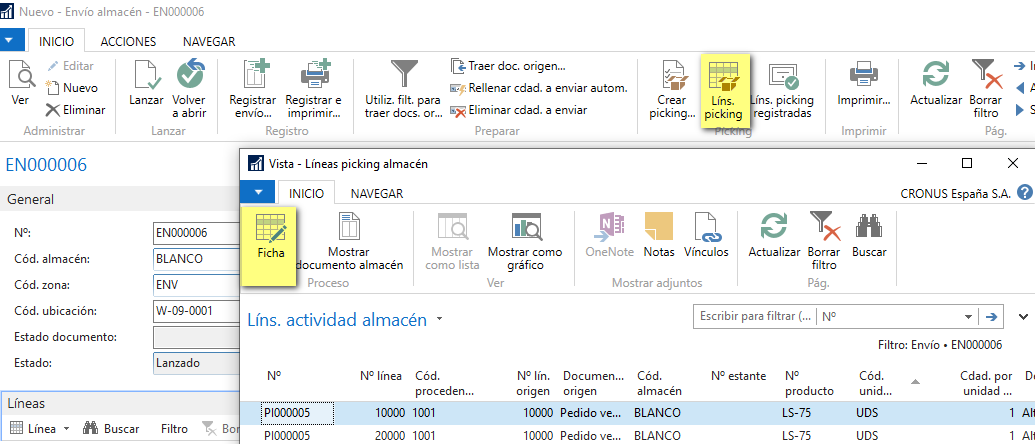 Nuevo - Envío almacén - EN000006
INICIO ACCIONES NAVEGAR
Ver
Editar
Nuevo
Eliminar
Administrar
Lanzar
Volver
a abrir
Lanzar
Registrar
envío...
Registrar e
imprimir...
Registro
Utiliz. filt. para
traer docs. or...
Traer doc. origen...
Rellenar cdad. a enviar autom.
Eliminar cdad. a enviar
Preparar
Crear
picking...
Líns.
picking
Líns. picking
registradas
Picking
Imprimir...
Imprimir
Actualizar
Borrar
filtro
Pág.
EN000006
General
Nº: EN000006
Cód. almacén: BLANCO
Cód. zona: ENV
Cód. ubicación: W-09-0001
Estado documento:
Estado: Lanzado
Líneas
Línea Buscar Filtro Bor
Vista - Líneas picking almacén
INICIO NAVEGAR
CRONUS España S.A.
Ficha
Mostrar
documento almacén
Proceso
Mostrar
como lista
Mostrar como
gráfico
Ver
OneNote
Notas
Vínculos
Mostrar adjuntos
Actualizar
Borrar
filtro
Buscar
Pág.
Líns. actividad almacén
Escribir para filtrar (... Nº
Filtro: Envío • EN000006
Nº Nº línea Cód. proceden... Nº lín. origen Documen... origen Cód. almacén Nº estante Nº producto Cód. unid... Cdad. por unidad ...
PI000005 10000 1001 10000 Pedido ve... BLANCO LS-75 UDS 1 Alt
PI000005 20000 1001 10000 Pedido ve... BLANCO LS-75 UDS 1 Alt